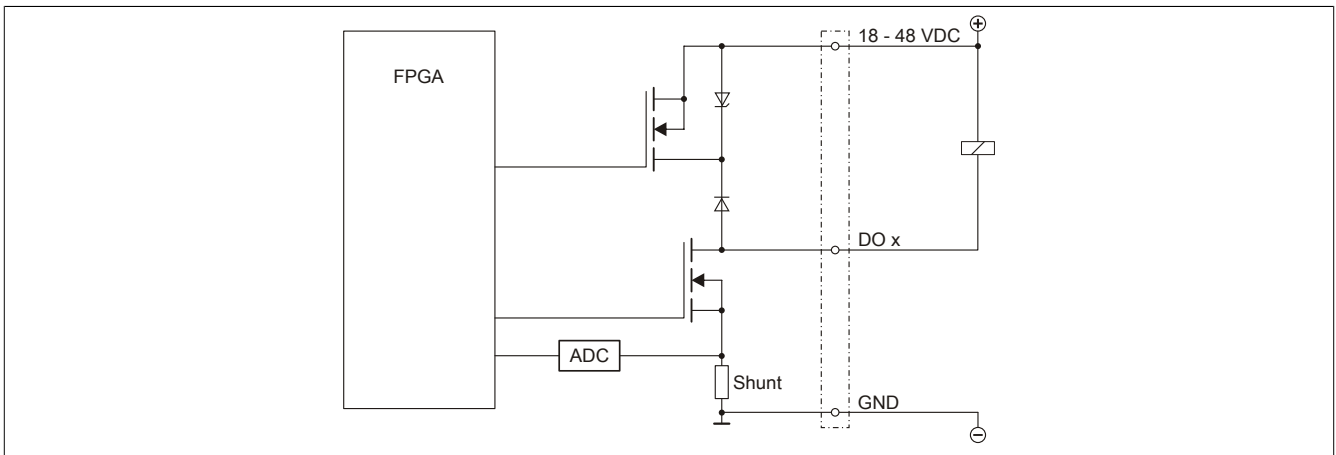 FPGA
18 - 48 VDC
DO x
ADC
Shunt
GND